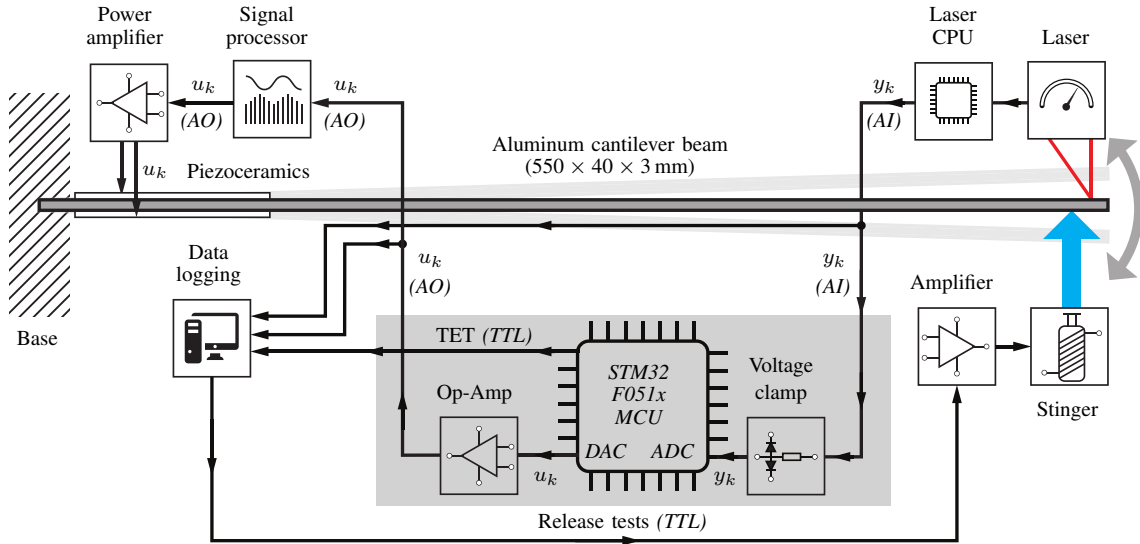 Power
amplifier
Signal
processor
Laser
CPU
Laser
u_k
(AO)
u_k
(AO)
y_k
(AI)
Aluminum cantilever beam
(550 × 40 × 3 mm)
u_k
Piezoceramics
Data
logging
u_k
(AO)
y_k
(AI)
Amplifier
Base
TET (TTL)
STM32
F051x
MCU
DAC
ADC
Voltage
clamp
Op-Amp
Stinger
u_k
y_k
Release tests (TTL)